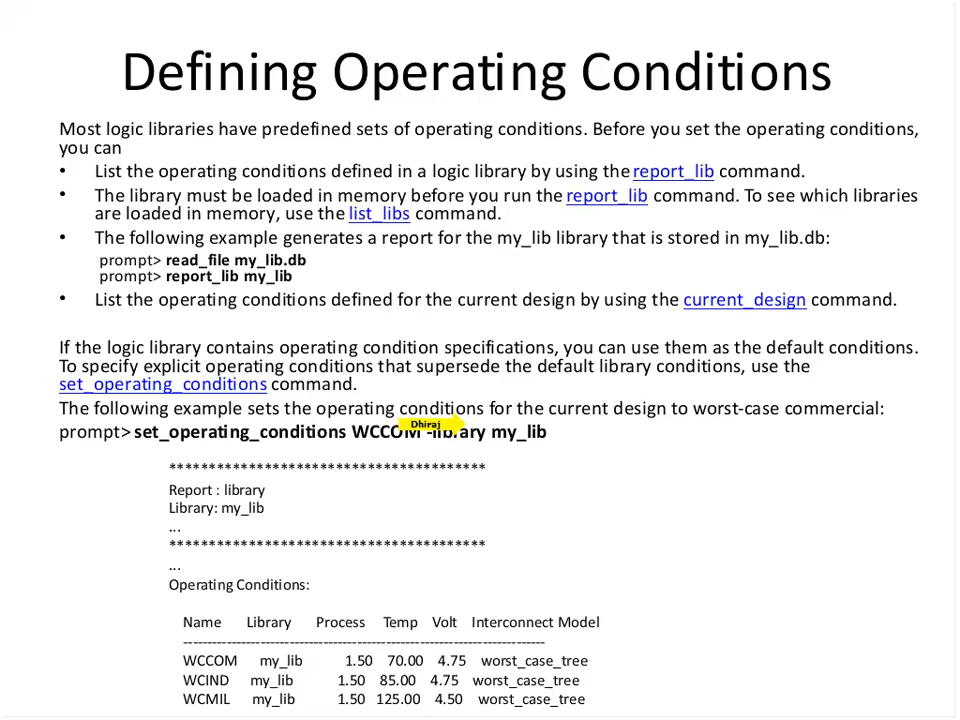 Defining Operating Conditions
Most logic libraries have predefined sets of operating conditions. Before you set the operating conditions,
you can
• List the operating conditions defined in a logic library by using the report_lib command.
• The library must be loaded in memory before you run the report_lib command. To see which libraries
are loaded in memory, use the list_libs command.
• The following example generates a report for the my_lib library that is stored in my_lib.db:
prompt> read_file my_lib.db
prompt> report_lib my_lib
• List the operating conditions defined for the current design by using the current_design command.
If the logic library contains operating condition specifications, you can use them as the default conditions.
To specify explicit operating conditions that supersede the default library conditions, use the
set_operating_conditions command.
The following example sets the operating conditions for the current design to worst-case commercial:
Dhiraj
prompt> set_operating_conditions WCCOM -library my_lib
****************************************
Report : library
Library: my_lib
...
****************************************
...
Operating Conditions:
Name Library Process Temp Volt Interconnect Model
---------------------------------------------------------------------------
WCCOM my_lib 1.50 70.00 4.75 worst_case_tree
WCIND my_lib 1.50 85.00 4.75 worst_case_tree
WCMIL my_lib 1.50 125.00 4.50 worst_case_tree